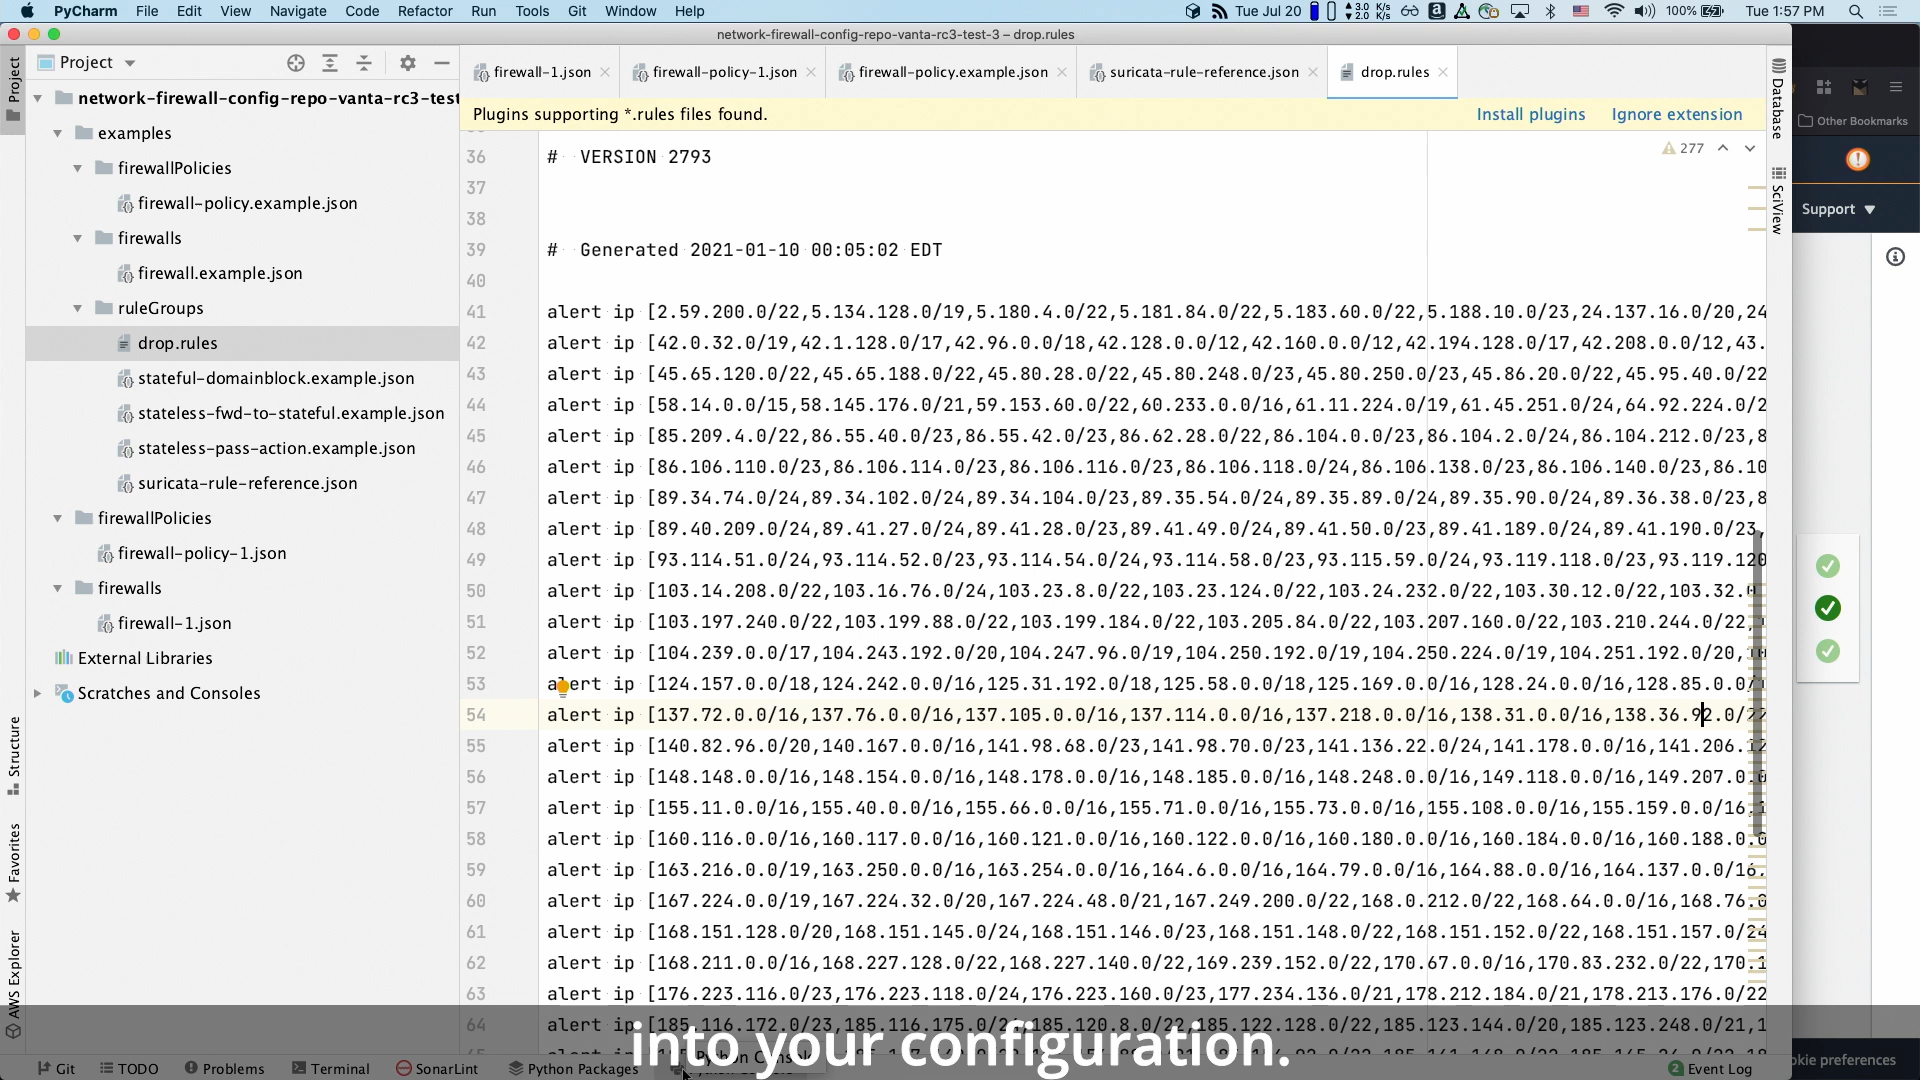 PyCharm File Edit View Navigate Code Refactor Run Tools Git Window Help
Tue Jul 20 3.0 K/s 2.0 K/s 100% Tue 1:57 PM
network-firewall-config-repo-vanta-rc3-test-3 – drop.rules
Project
firewall-1.json firewall-policy-1.json firewall-policy.example.json suricata-rule-reference.json drop.rules
Plugins supporting *.rules files found. Install plugins Ignore extension
Project
network-firewall-config-repo-vanta-rc3-test
examples
firewallPolicies
firewall-policy.example.json
firewalls
firewall.example.json
ruleGroups
drop.rules
stateful-domainblock.example.json
stateless-fwd-to-stateful.example.json
stateless-pass-action.example.json
suricata-rule-reference.json
firewallPolicies
firewall-policy-1.json
firewalls
firewall-1.json
External Libraries
Scratches and Consoles
Structure
Favorites
AWS Explorer
277
36 # VERSION 2793
37
38
39 # Generated 2021-01-10 00:05:02 EDT
40
41 alert ip [2.59.200.0/22,5.134.128.0/19,5.180.4.0/22,5.181.84.0/22,5.183.60.0/22,5.188.10.0/23,24.137.16.0/20,24
42 alert ip [42.0.32.0/19,42.1.128.0/17,42.96.0.0/18,42.128.0.0/12,42.160.0.0/12,42.194.128.0/17,42.208.0.0/12,43.
43 alert ip [45.65.120.0/22,45.65.188.0/22,45.80.28.0/22,45.80.248.0/23,45.80.250.0/23,45.86.20.0/22,45.95.40.0/22
44 alert ip [58.14.0.0/15,58.145.176.0/21,59.153.60.0/22,60.233.0.0/16,61.11.224.0/19,61.45.251.0/24,64.92.224.0/2
45 alert ip [85.209.4.0/22,86.55.40.0/23,86.55.42.0/23,86.62.28.0/22,86.104.0.0/23,86.104.2.0/24,86.104.212.0/23,8
46 alert ip [86.106.110.0/23,86.106.114.0/23,86.106.116.0/23,86.106.118.0/24,86.106.138.0/23,86.106.140.0/23,86.10
47 alert ip [89.34.74.0/24,89.34.102.0/24,89.34.104.0/23,89.35.54.0/24,89.35.89.0/24,89.35.90.0/24,89.36.38.0/23,8
48 alert ip [89.40.209.0/24,89.41.27.0/24,89.41.28.0/23,89.41.49.0/24,89.41.50.0/23,89.41.189.0/24,89.41.190.0/23,
49 alert ip [93.114.51.0/24,93.114.52.0/23,93.114.54.0/24,93.114.58.0/23,93.115.59.0/24,93.119.118.0/23,93.119.120
50 alert ip [103.14.208.0/22,103.16.76.0/24,103.23.8.0/22,103.23.124.0/22,103.24.232.0/22,103.30.12.0/22,103.32.0
51 alert ip [103.197.240.0/22,103.199.88.0/22,103.199.184.0/22,103.205.84.0/22,103.207.160.0/22,103.210.244.0/22,
52 alert ip [104.239.0.0/17,104.243.192.0/20,104.247.96.0/19,104.250.192.0/19,104.250.224.0/19,104.251.192.0/20,
53 alert ip [124.157.0.0/18,124.242.0.0/16,125.31.192.0/18,125.58.0.0/18,125.169.0.0/16,128.24.0.0/16,128.85.0.0/
54 alert ip [137.72.0.0/16,137.76.0.0/16,137.105.0.0/16,137.114.0.0/16,137.218.0.0/16,138.31.0.0/16,138.36.92.0/22
55 alert ip [140.82.96.0/20,140.167.0.0/16,141.98.68.0/23,141.98.70.0/23,141.136.22.0/24,141.178.0.0/16,141.206.12
56 alert ip [148.148.0.0/16,148.154.0.0/16,148.178.0.0/16,148.185.0.0/16,148.248.0.0/16,149.118.0.0/16,149.207.0.0
57 alert ip [155.11.0.0/16,155.40.0.0/16,155.66.0.0/16,155.71.0.0/16,155.73.0.0/16,155.108.0.0/16,155.159.0.0/16,1
58 alert ip [160.116.0.0/16,160.117.0.0/16,160.121.0.0/16,160.122.0.0/16,160.180.0.0/16,160.184.0.0/16,160.188.0.0
59 alert ip [163.216.0.0/19,163.250.0.0/16,163.254.0.0/16,164.6.0.0/16,164.79.0.0/16,164.88.0.0/16,164.137.0.0/16,
60 alert ip [167.224.0.0/19,167.224.32.0/20,167.224.48.0/21,167.249.200.0/22,168.0.212.0/22,168.64.0.0/16,168.76.0
61 alert ip [168.151.128.0/20,168.151.145.0/24,168.151.146.0/23,168.151.148.0/22,168.151.152.0/22,168.151.157.0/24
62 alert ip [168.211.0.0/16,168.227.128.0/22,168.227.140.0/22,169.239.152.0/22,170.67.0.0/16,170.83.232.0/22,170.1
63 alert ip [176.223.116.0/23,176.223.118.0/24,176.223.160.0/23,177.234.136.0/21,178.212.184.0/21,178.213.176.0/22
64 alert ip [185.116.172.0/23,185.116.175.0/24,185.120.8.0/22,185.122.128.0/22,185.123.144.0/20,185.123.248.0/21,1
into your configuration.
Python Console
Git TODO Problems Terminal SonarLint Python Packages 2 Event Log
Database
SciView
Other Bookmarks
Support
okie preferences